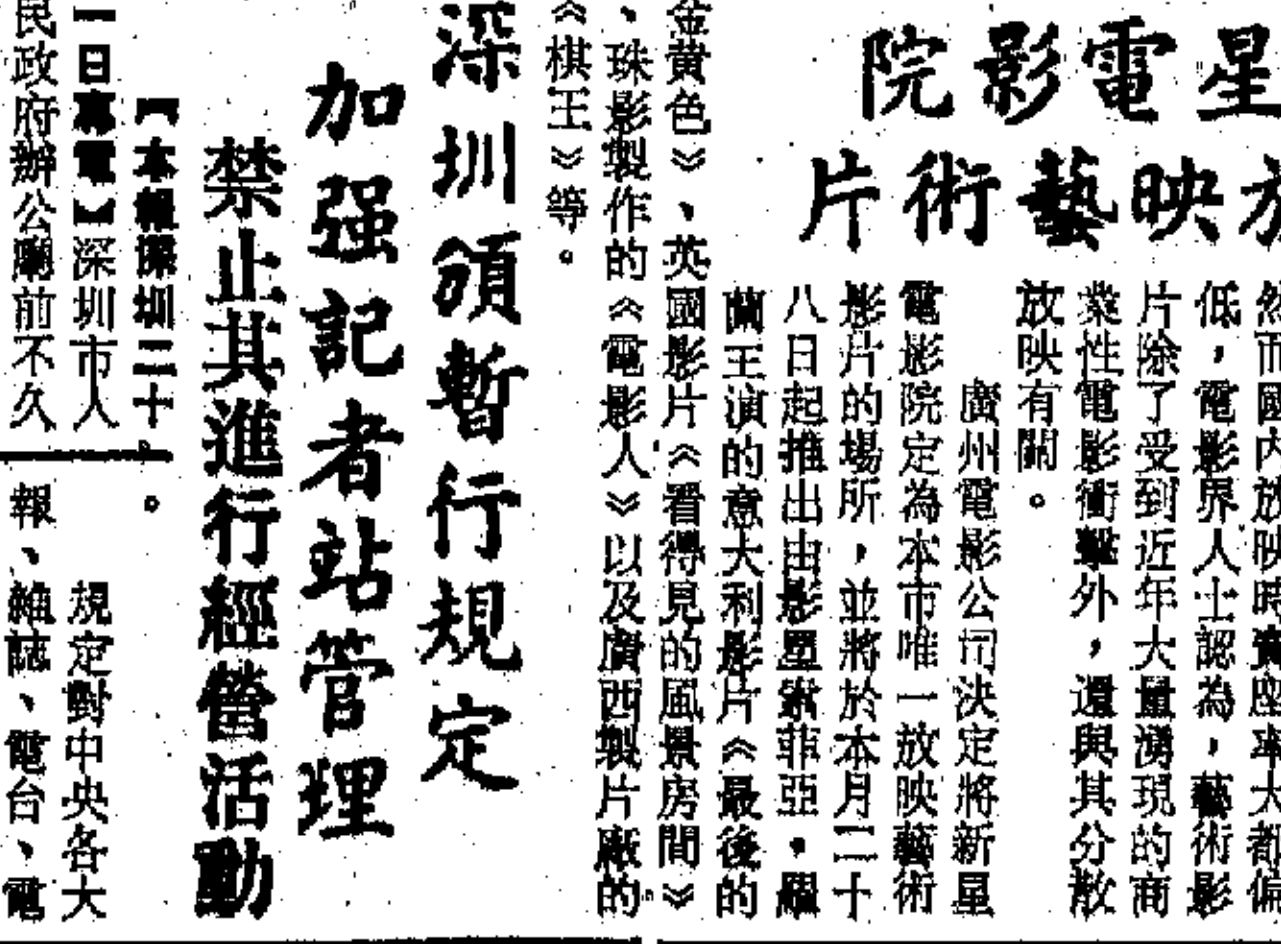 星電影院
映藝術片
然而國內放映時賣座率大都偏
低，電影界人士認為，藝術影
片除了受到近年大量湧現的商
業性電影衝擊外，還與其分散
放映有關。
廣州電影公司決定將新星
電影院定為本市唯一放映藝術
影片的場所，並將於本月二十
八日起推出由影星索菲亞·羅
蘭主演的意大利影片《最後的
金黃色》、英國影片《看得見的風景房間》
、珠影製作的《電影人》以及廣西製片廠的
《棋王》等。
深圳頒暫行規定
加强記者站管理
禁止其進行經營活動
【本報深圳二十
一日專電】深圳市人
民政府辦公廳前不久
。
規定對中央各大
報、雜誌、電台、電